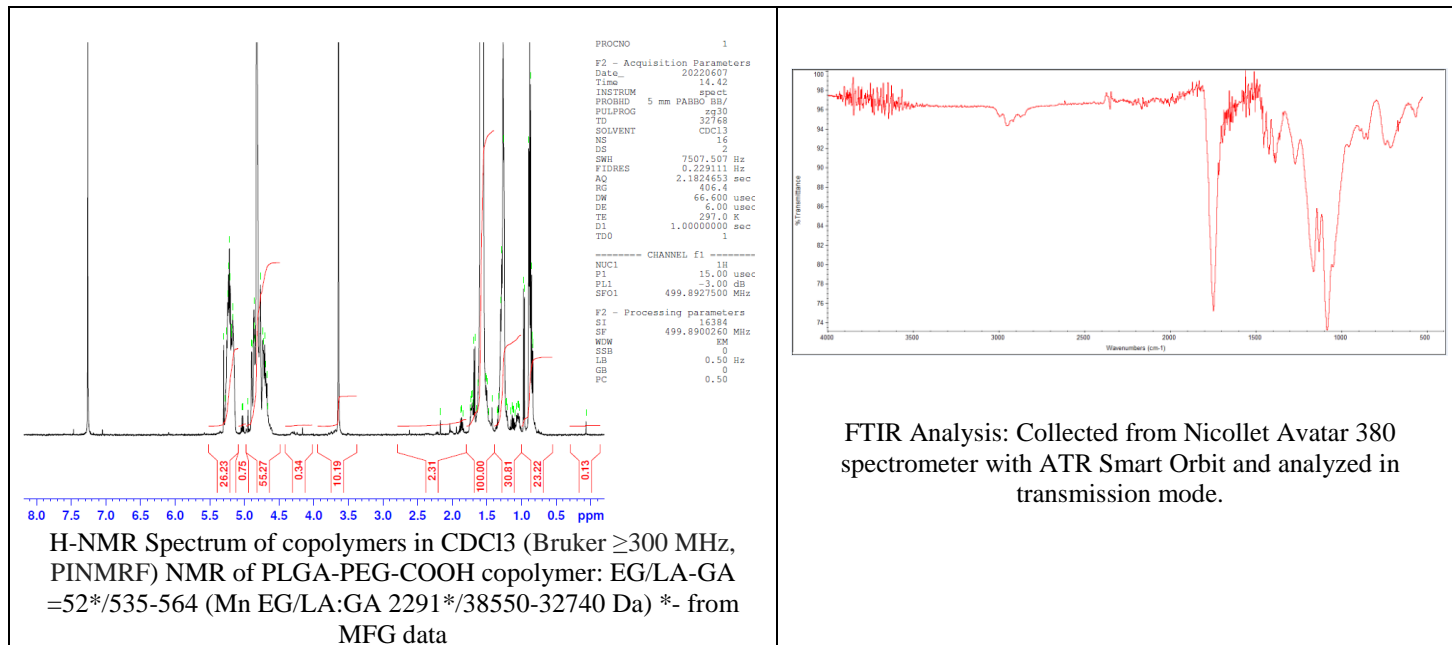 PROCNO 1
F2 - Acquisition Parameters
Date_ 20220607
Time 14.42
INSTRUM spect
PROBHD 5 mm PABBO BB/
PULPROG zg30
TD 32768
SOLVENT CDCl3
NS 16
DS 2
SWH 7507.507 Hz
FIDRES 0.229111 Hz
AQ 2.1824653 sec
RG 406.4
DW 66.600 usec
DE 6.00 usec
TE 297.0 K
D1 1.00000000 sec
TD0 1
======== CHANNEL f1 ========
NUC1 1H
P1 15.00 usec
PL1 -3.00 dB
SFO1 499.8927500 MHz
F2 - Processing parameters
SI 16384
SF 499.8900260 MHz
WDW EM
SSB 0
LB 0.50 Hz
GB 0
PC 0.50
26.23 0.75 55.27 0.34 10.19 2.31 100.00 30.81 23.22 0.13
8.0 7.5 7.0 6.5 6.0 5.5 5.0 4.5 4.0 3.5 3.0 2.5 2.0 1.5 1.0 0.5 ppm
H-NMR Spectrum of copolymers in CDCl3 (Bruker ≥300 MHz,
PINMRF) NMR of PLGA-PEG-COOH copolymer: EG/LA-GA
=52*/535-564 (Mn EG/LA:GA 2291*/38550-32740 Da) *- from
MFG data
100
98
96
94
92
90
88
86
84
82
80
78
76
74
%Transmittance
4000 3500 3000 2500 2000 1500 1000 500
Wavenumbers (cm-1)
FTIR Analysis: Collected from Nicollet Avatar 380
spectrometer with ATR Smart Orbit and analyzed in
transmission mode.